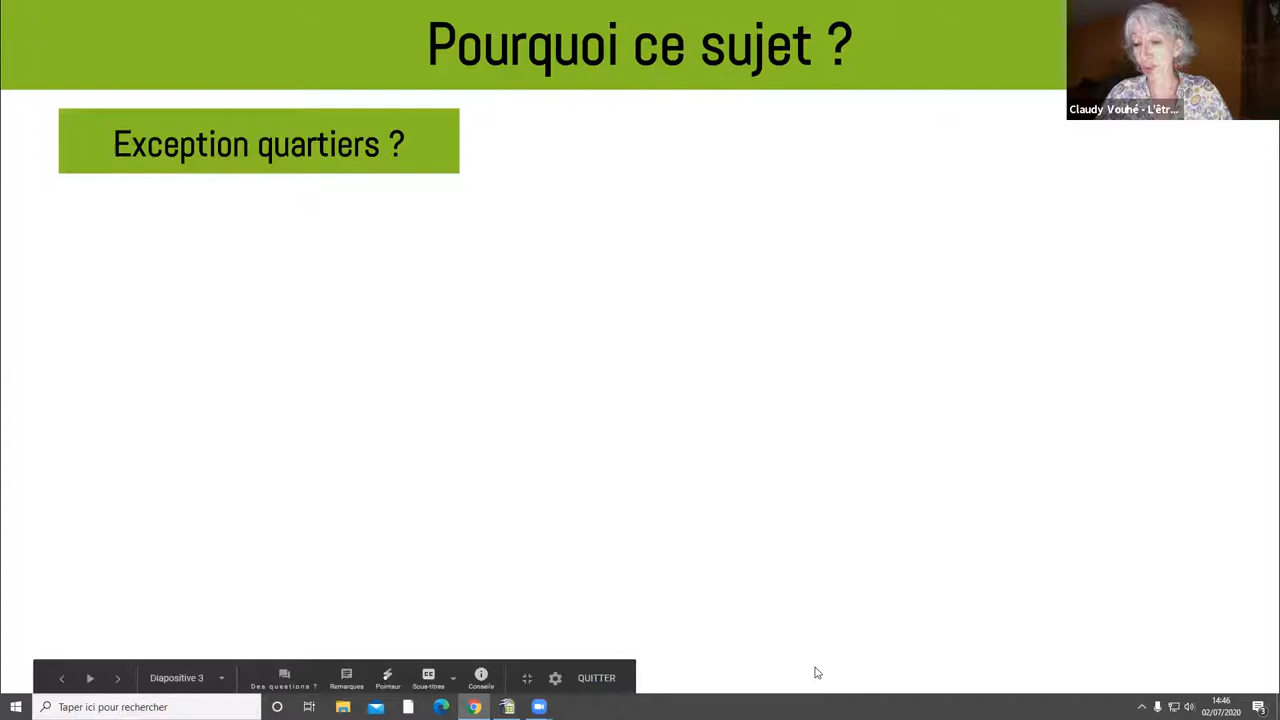 Pourquoi ce sujet ?
Claudy Vouhé - L'êtr...
Exception quartiers ?
Diapositive 3
Des questions ?
Remarques
Pointeur
Sous-titres
Conseils
QUITTER
Taper ici pour rechercher
14:46
02/07/2020
3